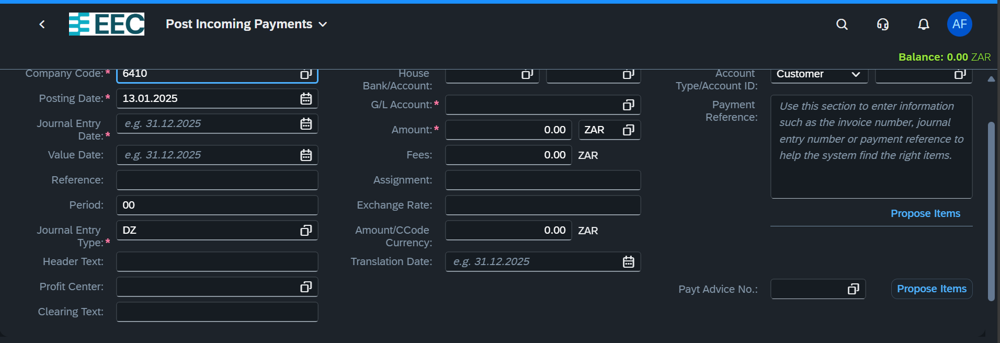 EEC
Post Incoming Payments
AF
Balance: 0.00 ZAR
Company Code:*
6410
Posting Date:*
13.01.2025
Journal Entry
Date:*
e.g. 31.12.2025
Value Date:
e.g. 31.12.2025
Reference:
Period:
00
Journal Entry
Type:*
DZ
Header Text:
Profit Center:
Clearing Text:
House
Bank/Account:
G/L Account:*
Amount:*
0.00
ZAR
Fees:
0.00
ZAR
Assignment:
Exchange Rate:
Amount/CCode
Currency:
0.00
ZAR
Translation Date:
e.g. 31.12.2025
Account
Type/Account ID:
Customer
Payment
Reference:
Use this section to enter information
such as the invoice number, journal
entry number or payment reference to
help the system find the right items.
Propose Items
Payt Advice No.:
Propose Items